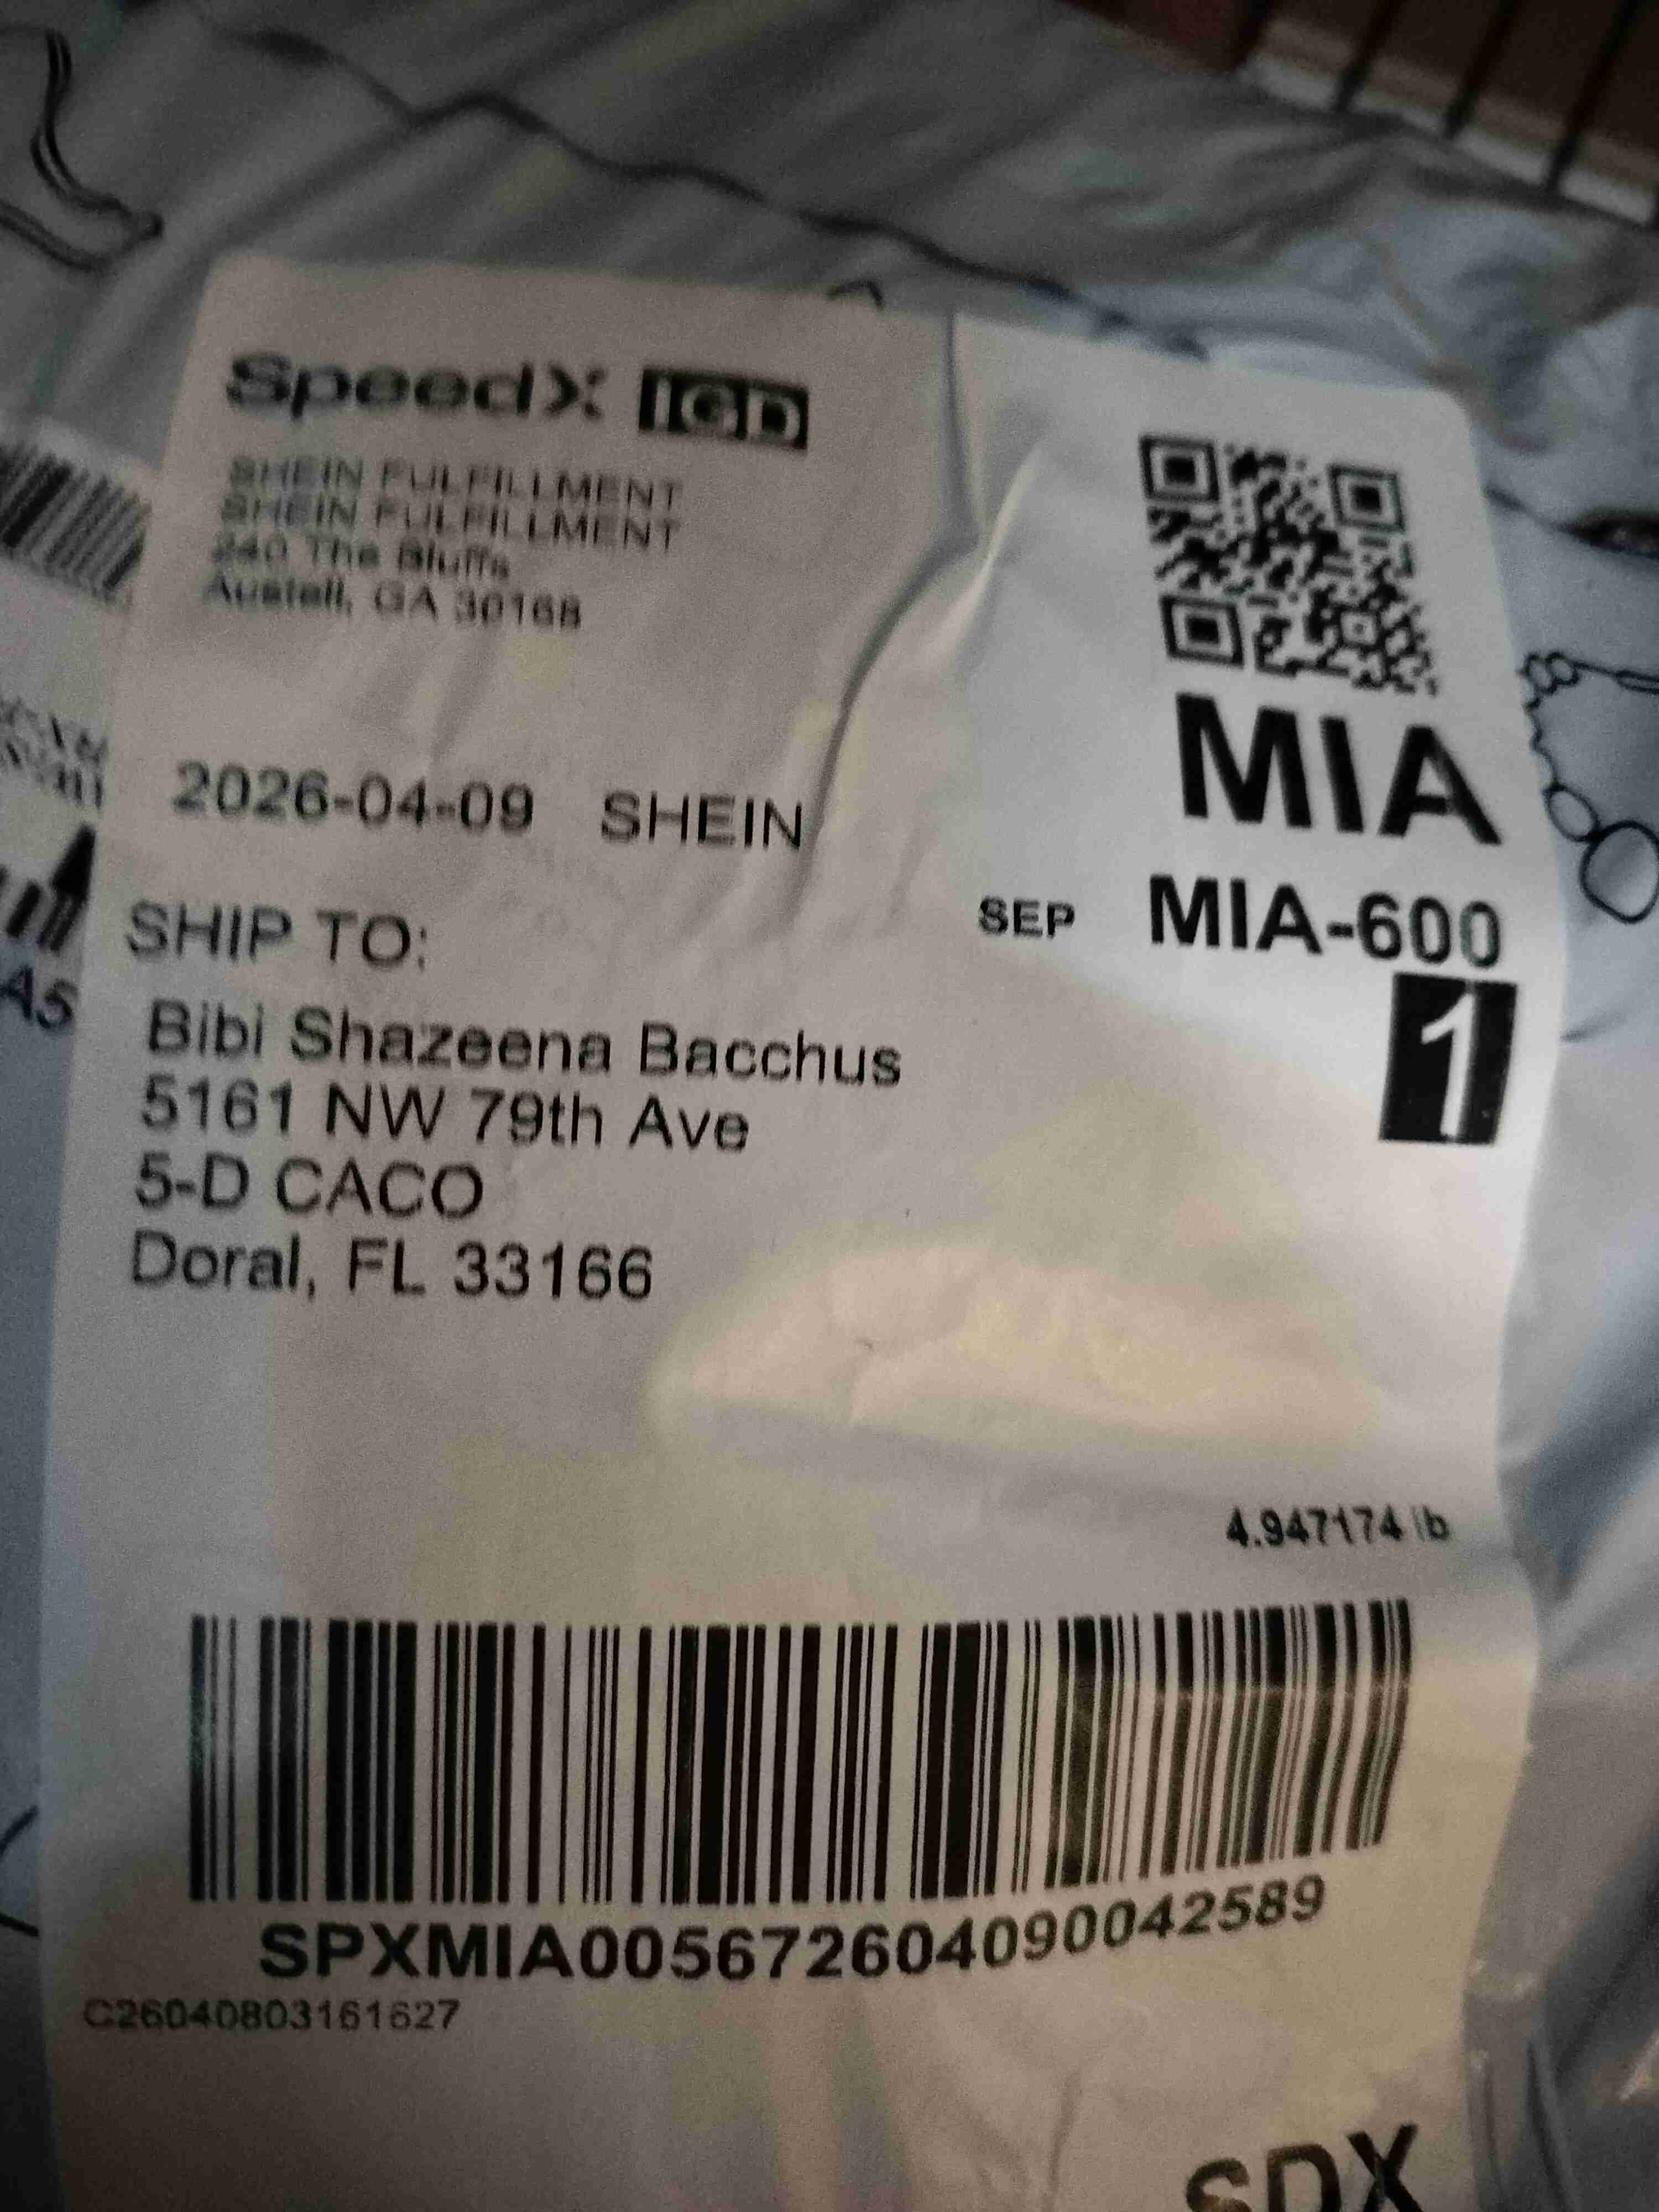 SpeedX IGD
SHEIN FULFILLMENT
SHEIN FULFILLMENT
240 The Bluffs
Austell, GA 30168
MIA
2026-04-09 SHEIN
SEP MIA-600
1
SHIP TO:
Bibi Shazeena Bacchus
5161 NW 79th Ave
5-D CACO
Doral, FL 33166
4.947174 lb
SPXMIA005672604090042589
C26040803161627
SDX
A5